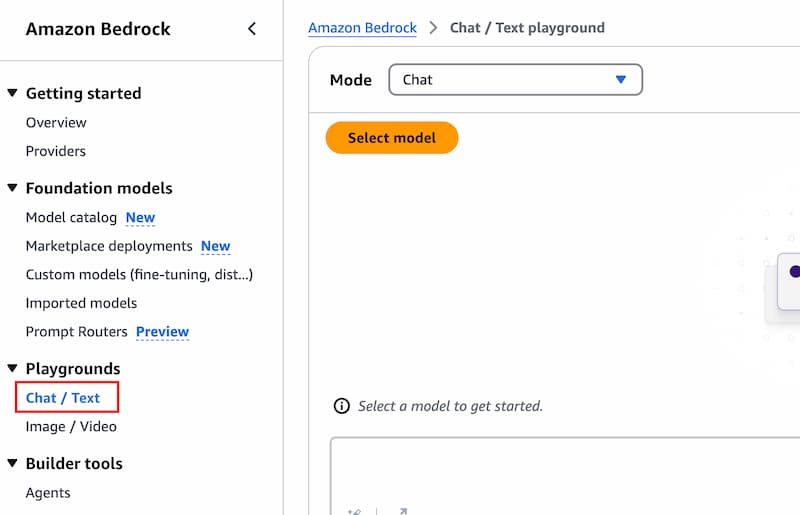 Amazon Bedrock
Getting started
Overview
Providers
Foundation models
Model catalog New
Marketplace deployments New
Custom models (fine-tuning, dist...)
Imported models
Prompt Routers Preview
Playgrounds
Chat / Text
Image / Video
Builder tools
Agents
Amazon Bedrock > Chat / Text playground
Mode Chat
Select model
Select a model to get started.